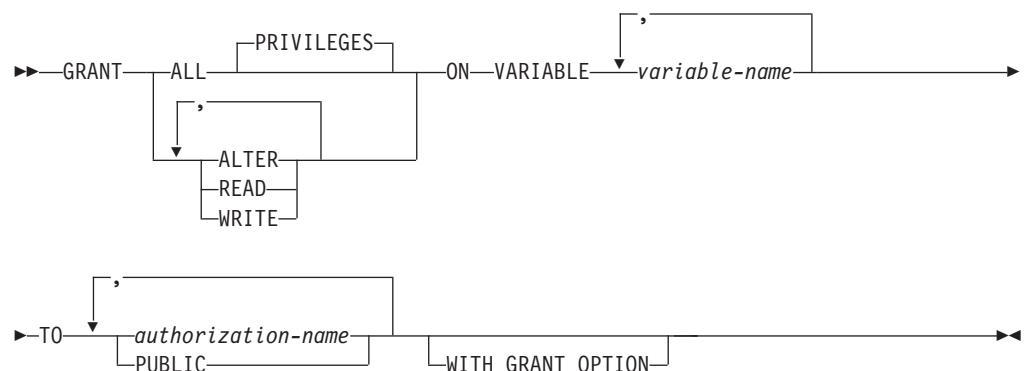 ,
PRIVILEGES
GRANT ALL ON VARIABLE variable-name
,
ALTER
READ
WRITE
,
TO authorization-name
PUBLIC WITH GRANT OPTION